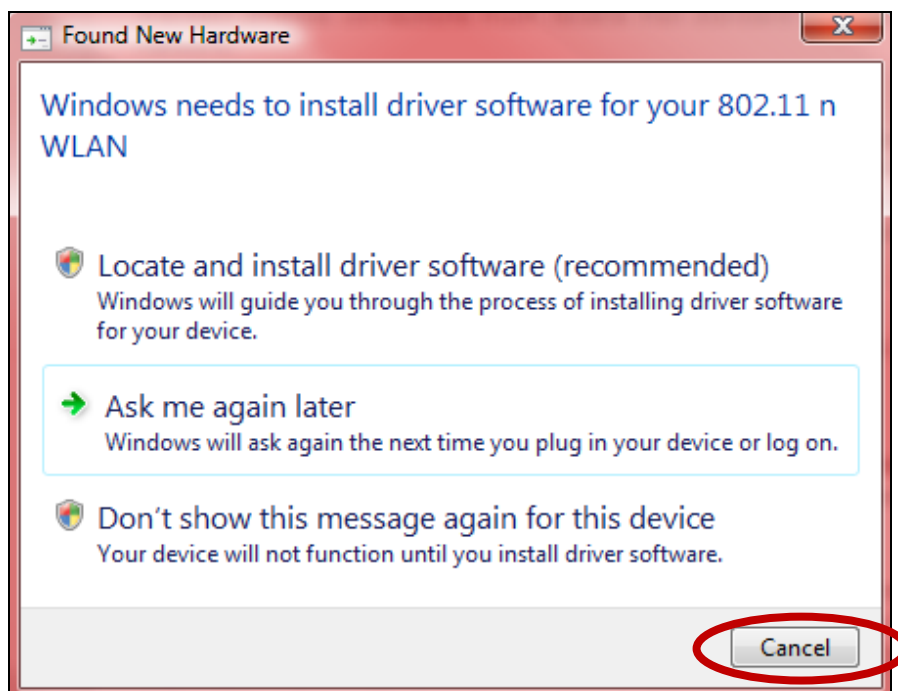 Found New Hardware
Windows needs to install driver software for your 802.11 n
WLAN
Locate and install driver software (recommended)
Windows will guide you through the process of installing driver software
for your device.
Ask me again later
Windows will ask again the next time you plug in your device or log on.
Don't show this message again for this device
Your device will not function until you install driver software.
Cancel